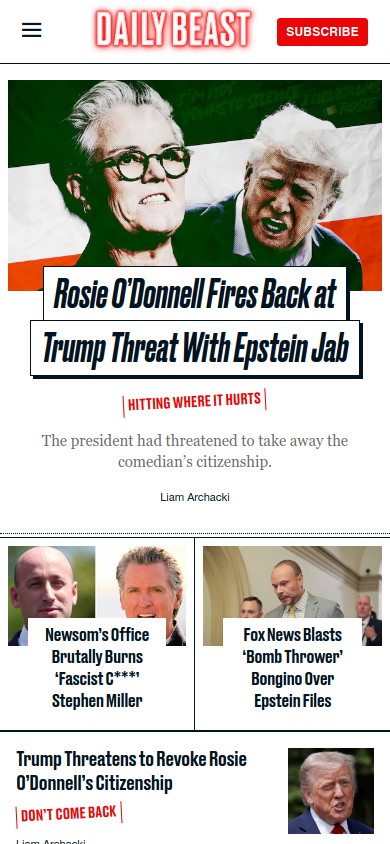 DAILY BEAST
SUBSCRIBE
Rosie O'Donnell Fires Back at
Trump Threat With Epstein Jab
HITTING WHERE IT HURTS
The president had threatened to take away the
comedian's citizenship.
Liam Archacki
Newsom's Office
Brutally Burns
'Fascist C***'
Stephen Miller
Fox News Blasts
'Bomb Thrower'
Bongino Over
Epstein Files
Trump Threatens to Revoke Rosie
O'Donnell's Citizenship
DON'T COME BACK
Liam Archacki